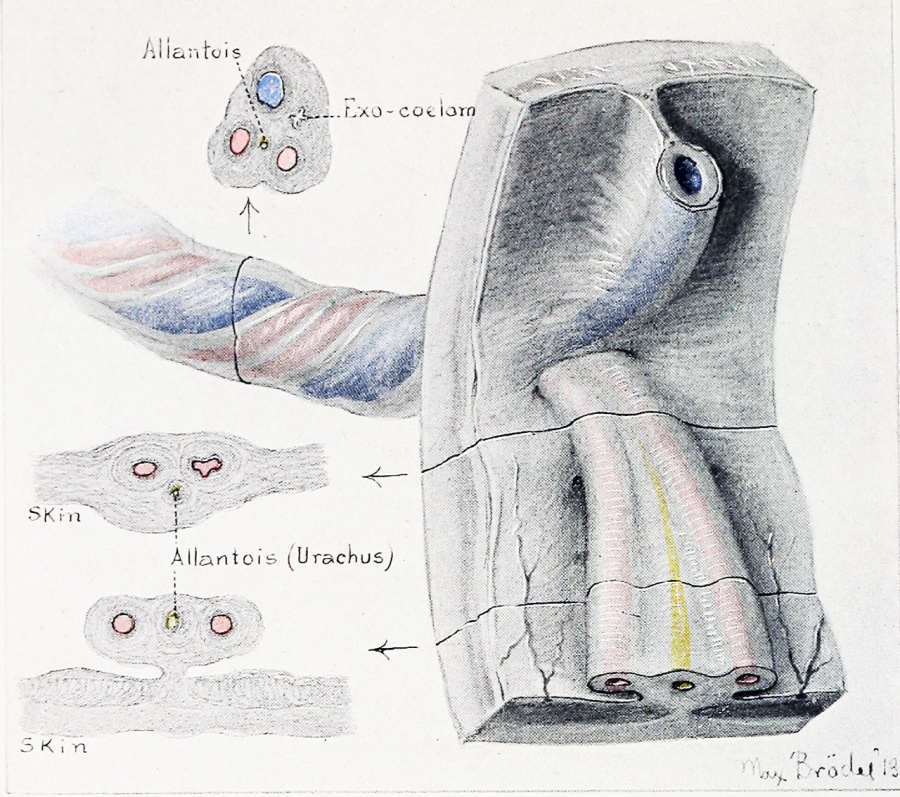 Allantois
Exo-coelom
Skin
Allantois (Urachus)
Skin
Max Brödel '13